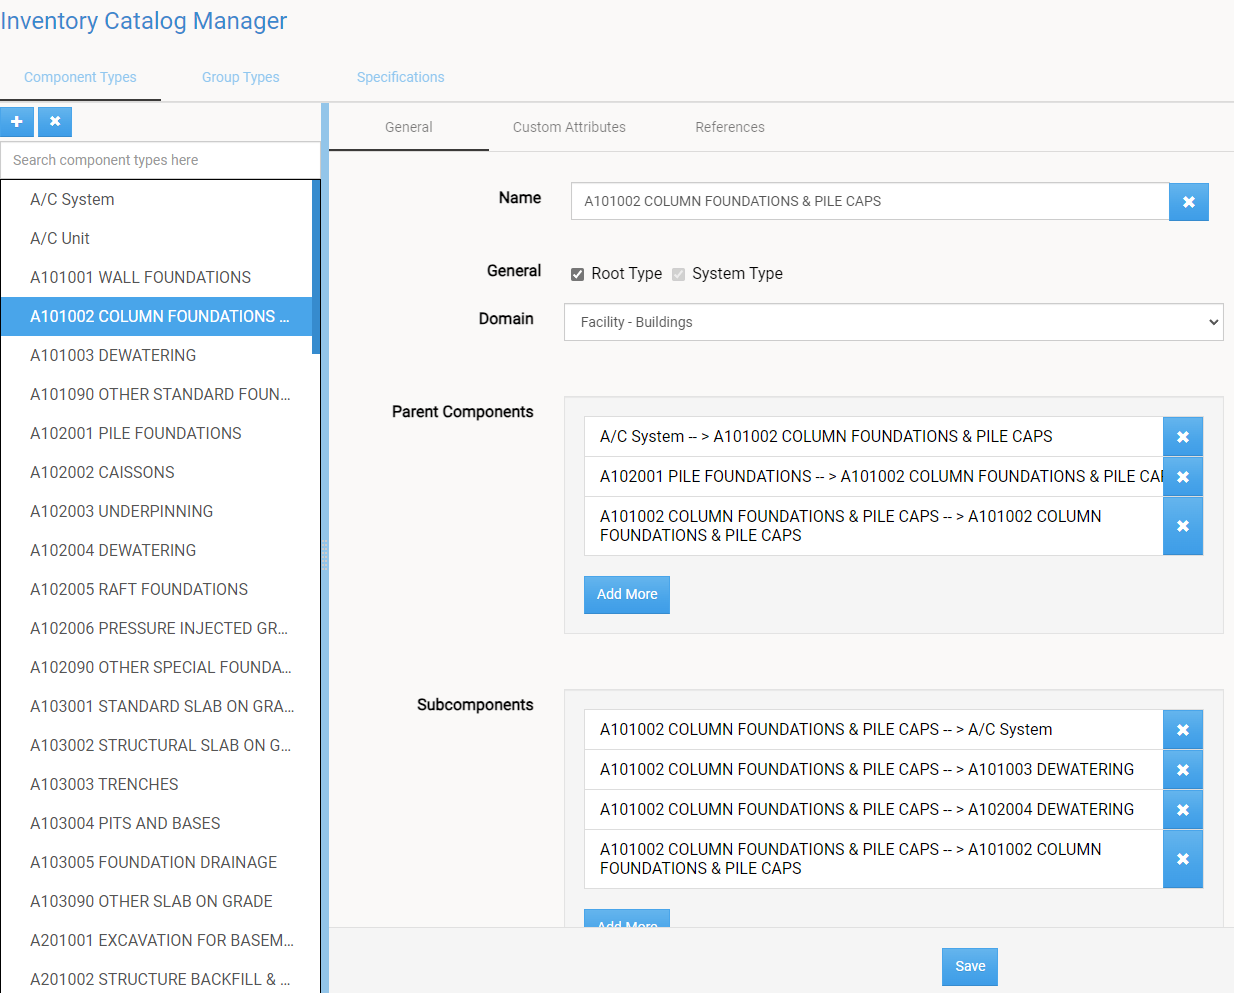 Inventory Catalog Manager
Component Types
Group Types
Specifications
Search component types here
A/C System
A/C Unit
A101001 WALL FOUNDATIONS
A101002 COLUMN FOUNDATIONS ...
A101003 DEWATERING
A101090 OTHER STANDARD FOUN...
A102001 PILE FOUNDATIONS
A102002 CAISSONS
A102003 UNDERPINNING
A102004 DEWATERING
A102005 RAFT FOUNDATIONS
A102006 PRESSURE INJECTED GR...
A102090 OTHER SPECIAL FOUNDA...
A103001 STANDARD SLAB ON GRA...
A103002 STRUCTURAL SLAB ON G...
A103003 TRENCHES
A103004 PITS AND BASES
A103005 FOUNDATION DRAINAGE
A103090 OTHER SLAB ON GRADE
A201001 EXCAVATION FOR BASEM...
A201002 STRUCTURE BACKFILL & ...
General
Custom Attributes
References
Name
A101002 COLUMN FOUNDATIONS & PILE CAPS
General
Root Type
System Type
Domain
Facility - Buildings
Parent Components
A/C System -- > A101002 COLUMN FOUNDATIONS & PILE CAPS
A102001 PILE FOUNDATIONS -- > A101002 COLUMN FOUNDATIONS & PILE CAP
A101002 COLUMN FOUNDATIONS & PILE CAPS -- > A101002 COLUMN
FOUNDATIONS & PILE CAPS
Add More
Subcomponents
A101002 COLUMN FOUNDATIONS & PILE CAPS -- > A/C System
A101002 COLUMN FOUNDATIONS & PILE CAPS -- > A101003 DEWATERING
A101002 COLUMN FOUNDATIONS & PILE CAPS -- > A102004 DEWATERING
A101002 COLUMN FOUNDATIONS & PILE CAPS -- > A101002 COLUMN
FOUNDATIONS & PILE CAPS
Add More
Save